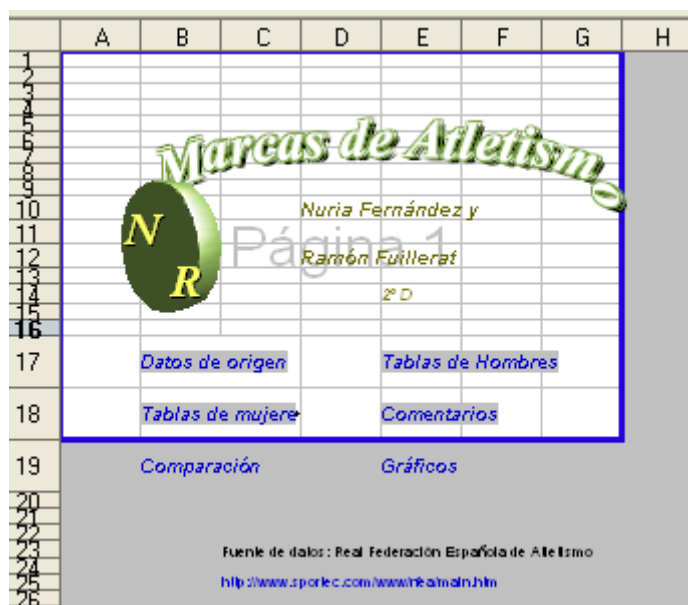 A B C D E F G H
1
2
3
4
5
6
7
8
9
10
11
12
13
14
15
16
17
18
19
20
21
22
23
24
25
26
Marcas de Atletismo
N
R
Página 1
Nuria Fernández y
Ramón Fuillerat
2º D
Datos de origen Tablas de Hombres
Tablas de mujere Comentarios
Comparación Gráficos
Fuente de datos: Real Federación Española de Atletismo
http://www.sportec.com/www/rfea/main.htm